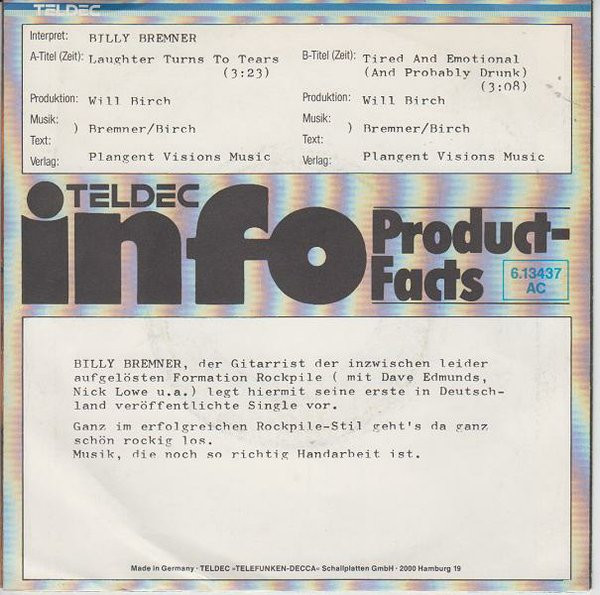 TELDEC
Interpret: BILLY BREMNER
A-Titel (Zeit): Laughter Turns To Tears
(3:23)
Produktion: Will Birch
Musik:
) Bremner/Birch
Text:
Verlag: Plangent Visions Music
B-Titel (Zeit): Tired And Emotional
(And Probably Drunk)
(3:08)
Produktion: Will Birch
Musik:
) Bremner/Birch
Text:
Verlag: Plangent Visions Music
TELDEC
info
Product-
Facts
6.13437
AC
BILLY BREMNER, der Gitarrist der inzwischen leider
aufgelösten Formation Rockpile ( mit Dave Edmunds,
Nick Lowe u.a.) legt hiermit seine erste in Deutsch-
land veröffentlichte Single vor.
Ganz im erfolgreichen Rockpile-Stil geht's da ganz
schön rockig los.
Musik, die noch so richtig Handarbeit ist.
Made in Germany · TELDEC »TELEFUNKEN-DECCA« Schallplatten GmbH · 2000 Hamburg 19